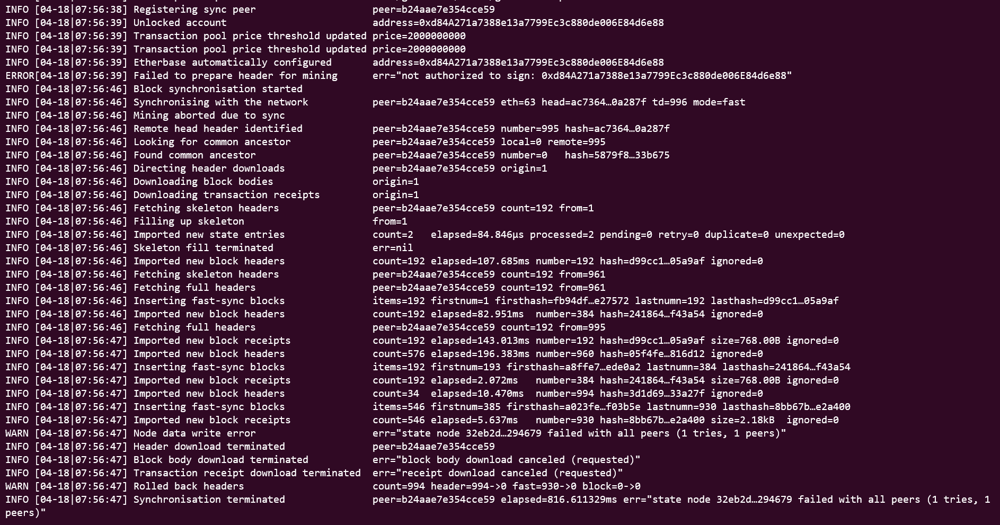 INFO [04-18|07:56:38] Registering sync peer                    peer=b24aae7e354cce59
INFO [04-18|07:56:39] Unlocked account                         address=0xd84A271a7388e13a7799Ec3c880de006E84d6e88
INFO [04-18|07:56:39] Transaction pool price threshold updated price=2000000000
INFO [04-18|07:56:39] Transaction pool price threshold updated price=2000000000
INFO [04-18|07:56:39] Etherbase automatically configured       address=0xd84A271a7388e13a7799Ec3c880de006E84d6e88
ERROR[04-18|07:56:39] Failed to prepare header for mining      err="not authorized to sign: 0xd84A271a7388e13a7799Ec3c880de006E84d6e88"
INFO [04-18|07:56:46] Block synchronisation started
INFO [04-18|07:56:46] Synchronising with the network           peer=b24aae7e354cce59 eth=63 head=ac7364…0a287f td=996 mode=fast
INFO [04-18|07:56:46] Mining aborted due to sync
INFO [04-18|07:56:46] Remote head header identified            peer=b24aae7e354cce59 number=995 hash=ac7364…0a287f
INFO [04-18|07:56:46] Looking for common ancestor              peer=b24aae7e354cce59 local=0 remote=995
INFO [04-18|07:56:46] Found common ancestor                    peer=b24aae7e354cce59 number=0   hash=5879f8…33b675
INFO [04-18|07:56:46] Directing header downloads               peer=b24aae7e354cce59 origin=1
INFO [04-18|07:56:46] Downloading block bodies                 origin=1
INFO [04-18|07:56:46] Downloading transaction receipts         origin=1
INFO [04-18|07:56:46] Fetching skeleton headers                peer=b24aae7e354cce59 count=192 from=1
INFO [04-18|07:56:46] Filling up skeleton                      from=1
INFO [04-18|07:56:46] Imported new state entries               count=2   elapsed=84.846µs processed=2 pending=0 retry=0 duplicate=0 unexpected=0
INFO [04-18|07:56:46] Skeleton fill terminated                 err=nil
INFO [04-18|07:56:46] Imported new block headers               count=192 elapsed=107.685ms number=192 hash=d99cc1…05a9af ignored=0
INFO [04-18|07:56:46] Fetching skeleton headers                peer=b24aae7e354cce59 count=192 from=961
INFO [04-18|07:56:46] Fetching full headers                    peer=b24aae7e354cce59 count=192 from=961
INFO [04-18|07:56:46] Inserting fast-sync blocks               items=192 firstnum=1 firsthash=fb94df…e27572 lastnumn=192 lasthash=d99cc1…05a9af
INFO [04-18|07:56:46] Imported new block headers               count=192 elapsed=82.951ms  number=384 hash=241864…f43a54 ignored=0
INFO [04-18|07:56:46] Fetching full headers                    peer=b24aae7e354cce59 count=192 from=995
INFO [04-18|07:56:47] Imported new block receipts              count=192 elapsed=143.013ms number=192 hash=d99cc1…05a9af size=768.00B ignored=0
INFO [04-18|07:56:47] Imported new block headers               count=576 elapsed=196.383ms number=960 hash=05f4fe…816d12 ignored=0
INFO [04-18|07:56:47] Inserting fast-sync blocks               items=192 firstnum=193 firsthash=a8ffe7…ede0a2 lastnumn=384 lasthash=241864…f43a54
INFO [04-18|07:56:47] Imported new block receipts              count=192 elapsed=2.072ms   number=384 hash=241864…f43a54 size=768.00B ignored=0
INFO [04-18|07:56:47] Imported new block headers               count=34  elapsed=10.470ms  number=994 hash=3d1d69…33a27f ignored=0
INFO [04-18|07:56:47] Inserting fast-sync blocks               items=546 firstnum=385 firsthash=a023fe…f03b5e lastnumn=930 lasthash=8bb67b…e2a400
INFO [04-18|07:56:47] Imported new block receipts              count=546 elapsed=5.637ms   number=930 hash=8bb67b…e2a400 size=2.18kB  ignored=0
WARN [04-18|07:56:47] Node data write error                    err="state node 32eb2d…294679 failed with all peers (1 tries, 1 peers)"
INFO [04-18|07:56:47] Header download terminated               peer=b24aae7e354cce59
INFO [04-18|07:56:47] Block body download terminated           err="block body download canceled (requested)"
INFO [04-18|07:56:47] Transaction receipt download terminated  err="receipt download canceled (requested)"
WARN [04-18|07:56:47] Rolled back headers                      count=994 header=994->0 fast=930->0 block=0->0
INFO [04-18|07:56:47] Synchronisation terminated               peer=b24aae7e354cce59 elapsed=816.611329ms err="state node 32eb2d…294679 failed with all peers (1 tries, 1
peers)"